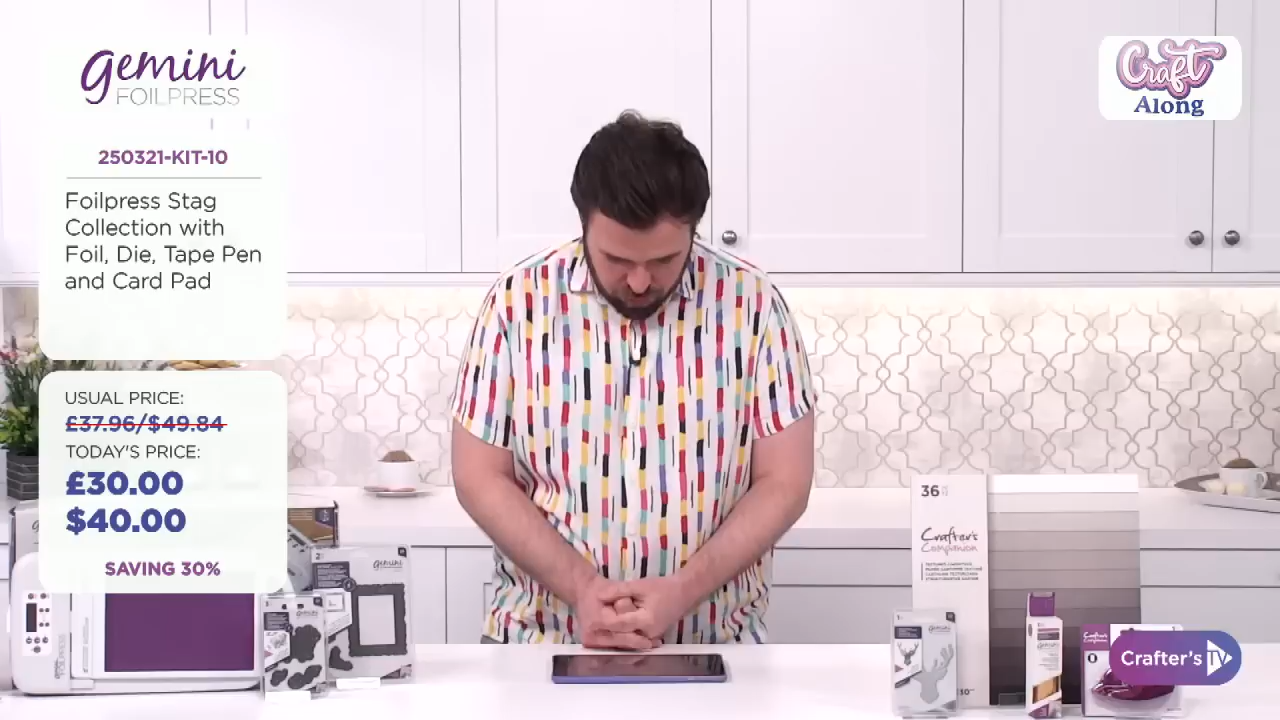 gemini
FOILPRESS
250321-KIT-10
Foilpress Stag
Collection with
Foil, Die, Tape Pen
and Card Pad
USUAL PRICE:
£37.96/$49.84
TODAY'S PRICE:
£30.00
$40.00
SAVING 30%
Craft
Along
36
Crafter's
Companion
gemini
Crafter's TV